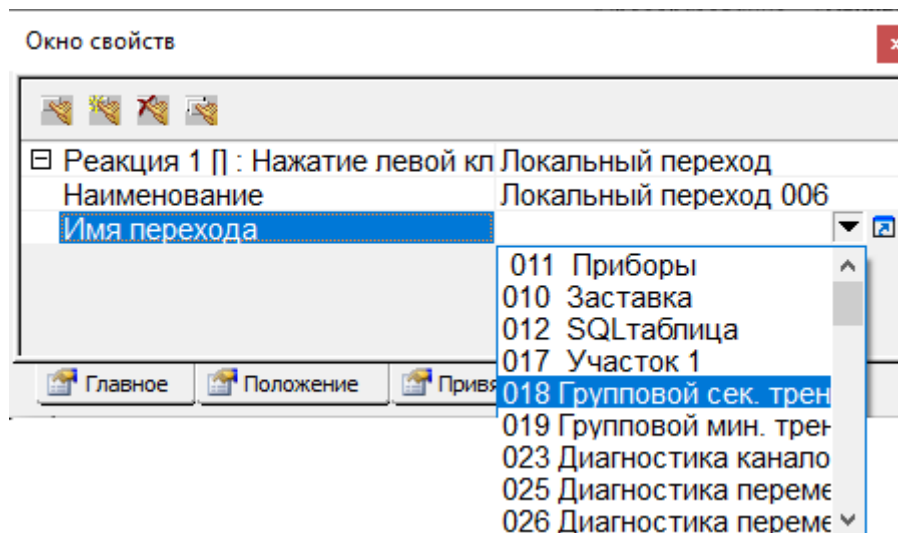 Окно свойств
Реакция 1 [] : Нажатие левой кл Локальный переход
Наименование Локальный переход 006
Имя перехода
011 Приборы
010 Заставка
012 SQLтаблица
017 Участок 1
018 Групповой сек. трен
019 Групповой мин. трен
023 Диагностика канало
025 Диагностика переме
026 Диагностика переме
Главное Положение Привя